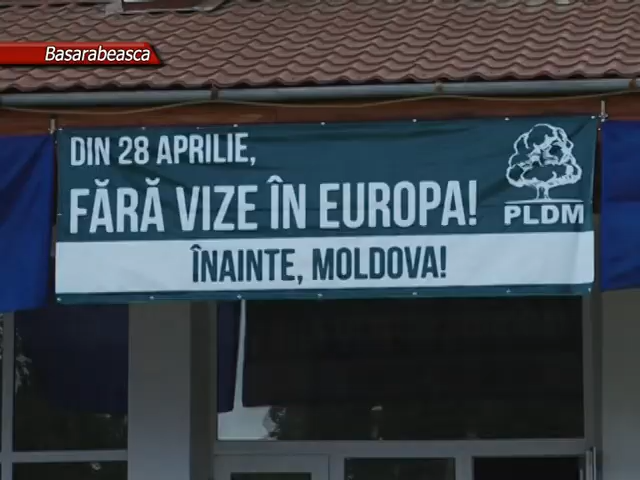 Basarabeasca
DIN 28 APRILIE,
FĂRĂ VIZE ÎN EUROPA!
PLDM
ÎNAINTE, MOLDOVA!